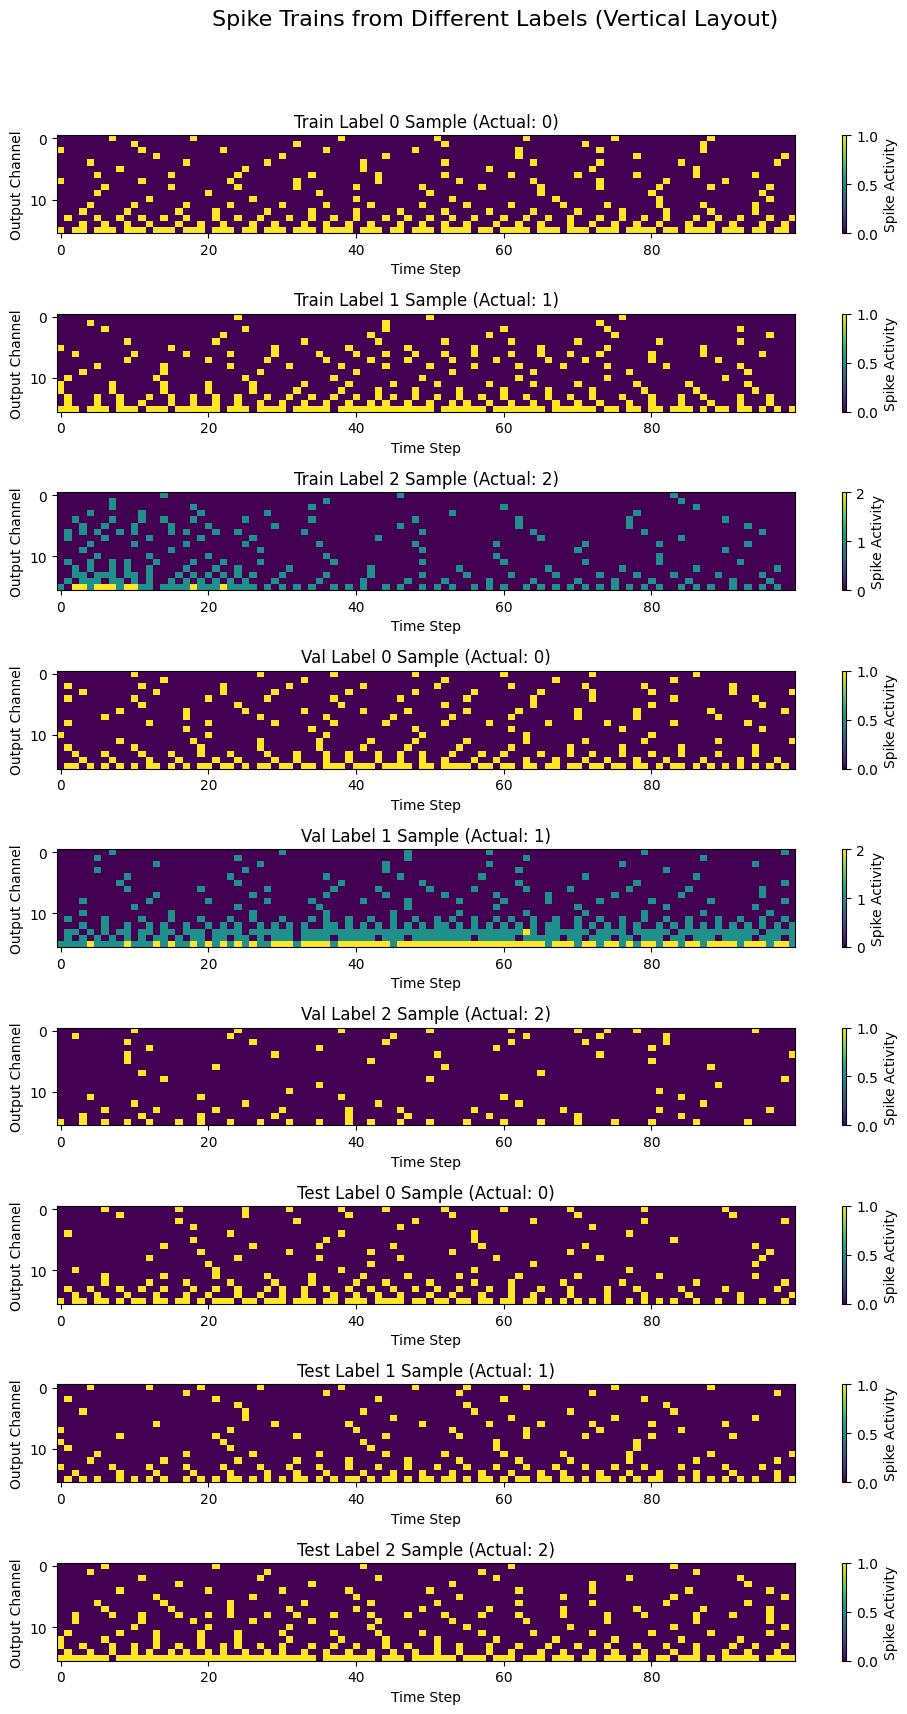 Spike Trains from Different Labels (Vertical Layout)
Train Label 0 Sample (Actual: 0)
Output Channel
0
10
0 20 40 60 80
Time Step
1.0
0.5
0.0
Spike Activity
Train Label 1 Sample (Actual: 1)
Output Channel
0
10
0 20 40 60 80
Time Step
1.0
0.5
0.0
Spike Activity
Train Label 2 Sample (Actual: 2)
Output Channel
0
10
0 20 40 60 80
Time Step
2
1
0
Spike Activity
Val Label 0 Sample (Actual: 0)
Output Channel
0
10
0 20 40 60 80
Time Step
1.0
0.5
0.0
Spike Activity
Val Label 1 Sample (Actual: 1)
Output Channel
0
10
0 20 40 60 80
Time Step
2
1
0
Spike Activity
Val Label 2 Sample (Actual: 2)
Output Channel
0
10
0 20 40 60 80
Time Step
1.0
0.5
0.0
Spike Activity
Test Label 0 Sample (Actual: 0)
Output Channel
0
10
0 20 40 60 80
Time Step
1.0
0.5
0.0
Spike Activity
Test Label 1 Sample (Actual: 1)
Output Channel
0
10
0 20 40 60 80
Time Step
1.0
0.5
0.0
Spike Activity
Test Label 2 Sample (Actual: 2)
Output Channel
0
10
0 20 40 60 80
Time Step
1.0
0.5
0.0
Spike Activity